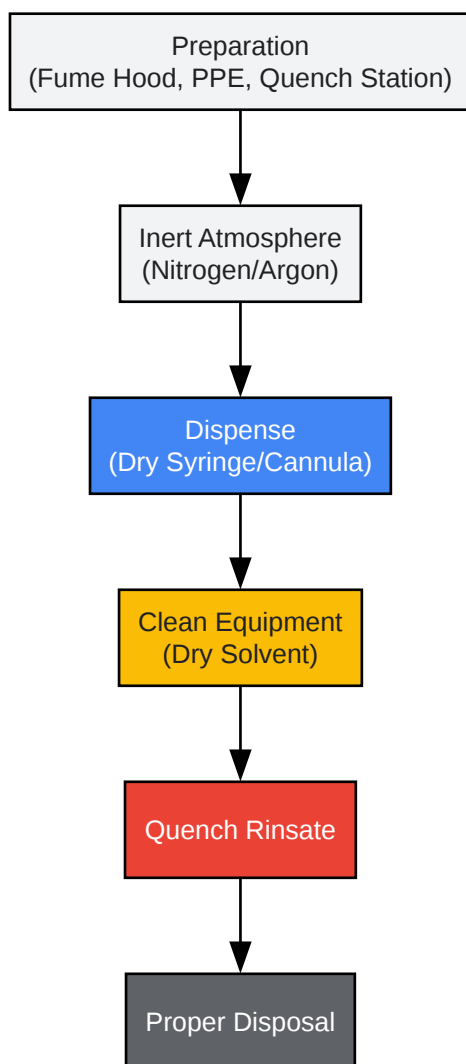 Preparation
(Fume Hood, PPE, Quench Station)
Inert Atmosphere
(Nitrogen/Argon)
Dispense
(Dry Syringe/Cannula)
Clean Equipment
(Dry Solvent)
Quench Rinsate
Proper Disposal